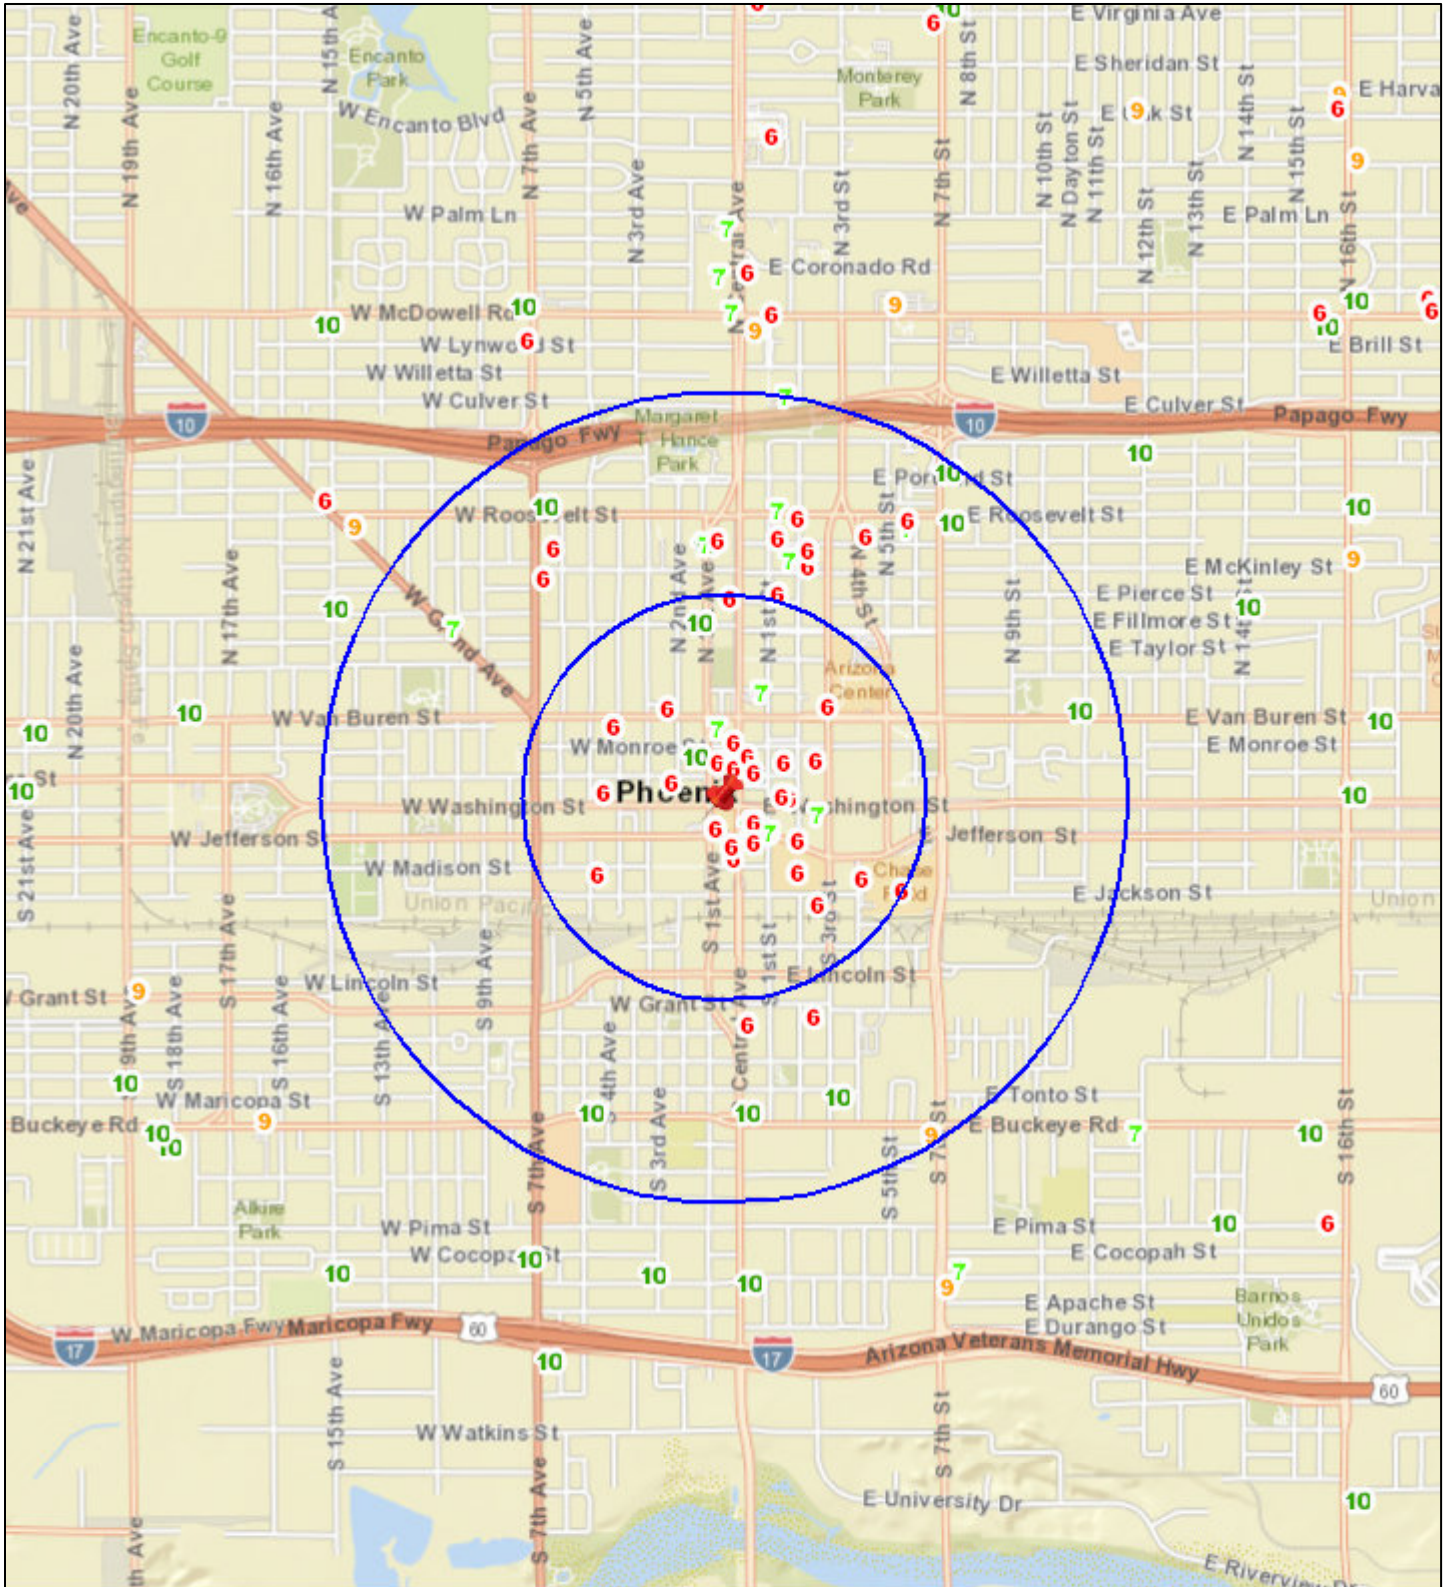 E Virginia Ave
Encanto-9
Golf
Course
Encanto
Park
N 20th Ave
N 19th Ave
N 16th Ave
N 7th Ave
N 5th Ave
N 8th St
Monterey
Park
E Sheridan St
E Harva
W Encanto Blvd
N 10th St
N Dayton St
N 11th St
N 14th St
N 15th St
N 3rd Ave
N 3rd St
N 7th St
N 12th St
N 13th St
N 16th St
W Palm Ln
E Palm Ln
E Coronado Rd
W McDowell Rd
W Lynwood St
E Brill St
W Willetta St
E Willetta St
W Culver St
E Culver St
Papago Fwy
10
10
Papago Fwy
Margaret
T. Hance
Park
N 21st Ave
W Roosevelt St
E Roosevelt St
N 5th St
N 4th St
N 17th Ave
N 2nd Ave
N 1st St
N 9th St
E McKinley St
E Pierce St
E Fillmore St
E Taylor St
N 14th St
W Grand Ave
Arizona
Center
N 20th Ave
W Van Buren St
E Van Buren St
W Monroe St
E Monroe St
Phoenix
W Washington St
E Washington St
W Jefferson St
Jefferson St
W Madison St
S 21st Ave
S 1st Ave
S 1st St
S 3rd St
Chase
E Jackson St
Union Pacific
Union
S 17th Ave
S 9th Ave
W Lincoln St
E Lincoln St
W Grant St
W Grant St
S 18th Ave
S 16th Ave
S 13th Ave
S 3rd Ave
W Maricopa St
E Tonto St
Buckeye Rd
E Buckeye Rd
S 7th Ave
S 5th St
S 7th St
S 16th St
Alkire
Park
W Pima St
E Pima St
W Cocopah St
E Cocopah St
E Apache St
E Durango St
Barrios
Unidos
Park
W Maricopa Fwy
Maricopa Fwy
60
17
17
Arizona Veterans Memorial Hwy
60
S 15th Ave
W Watkins St
S 7th St
S 7th Ave
E University Dr
E Riverview Dr